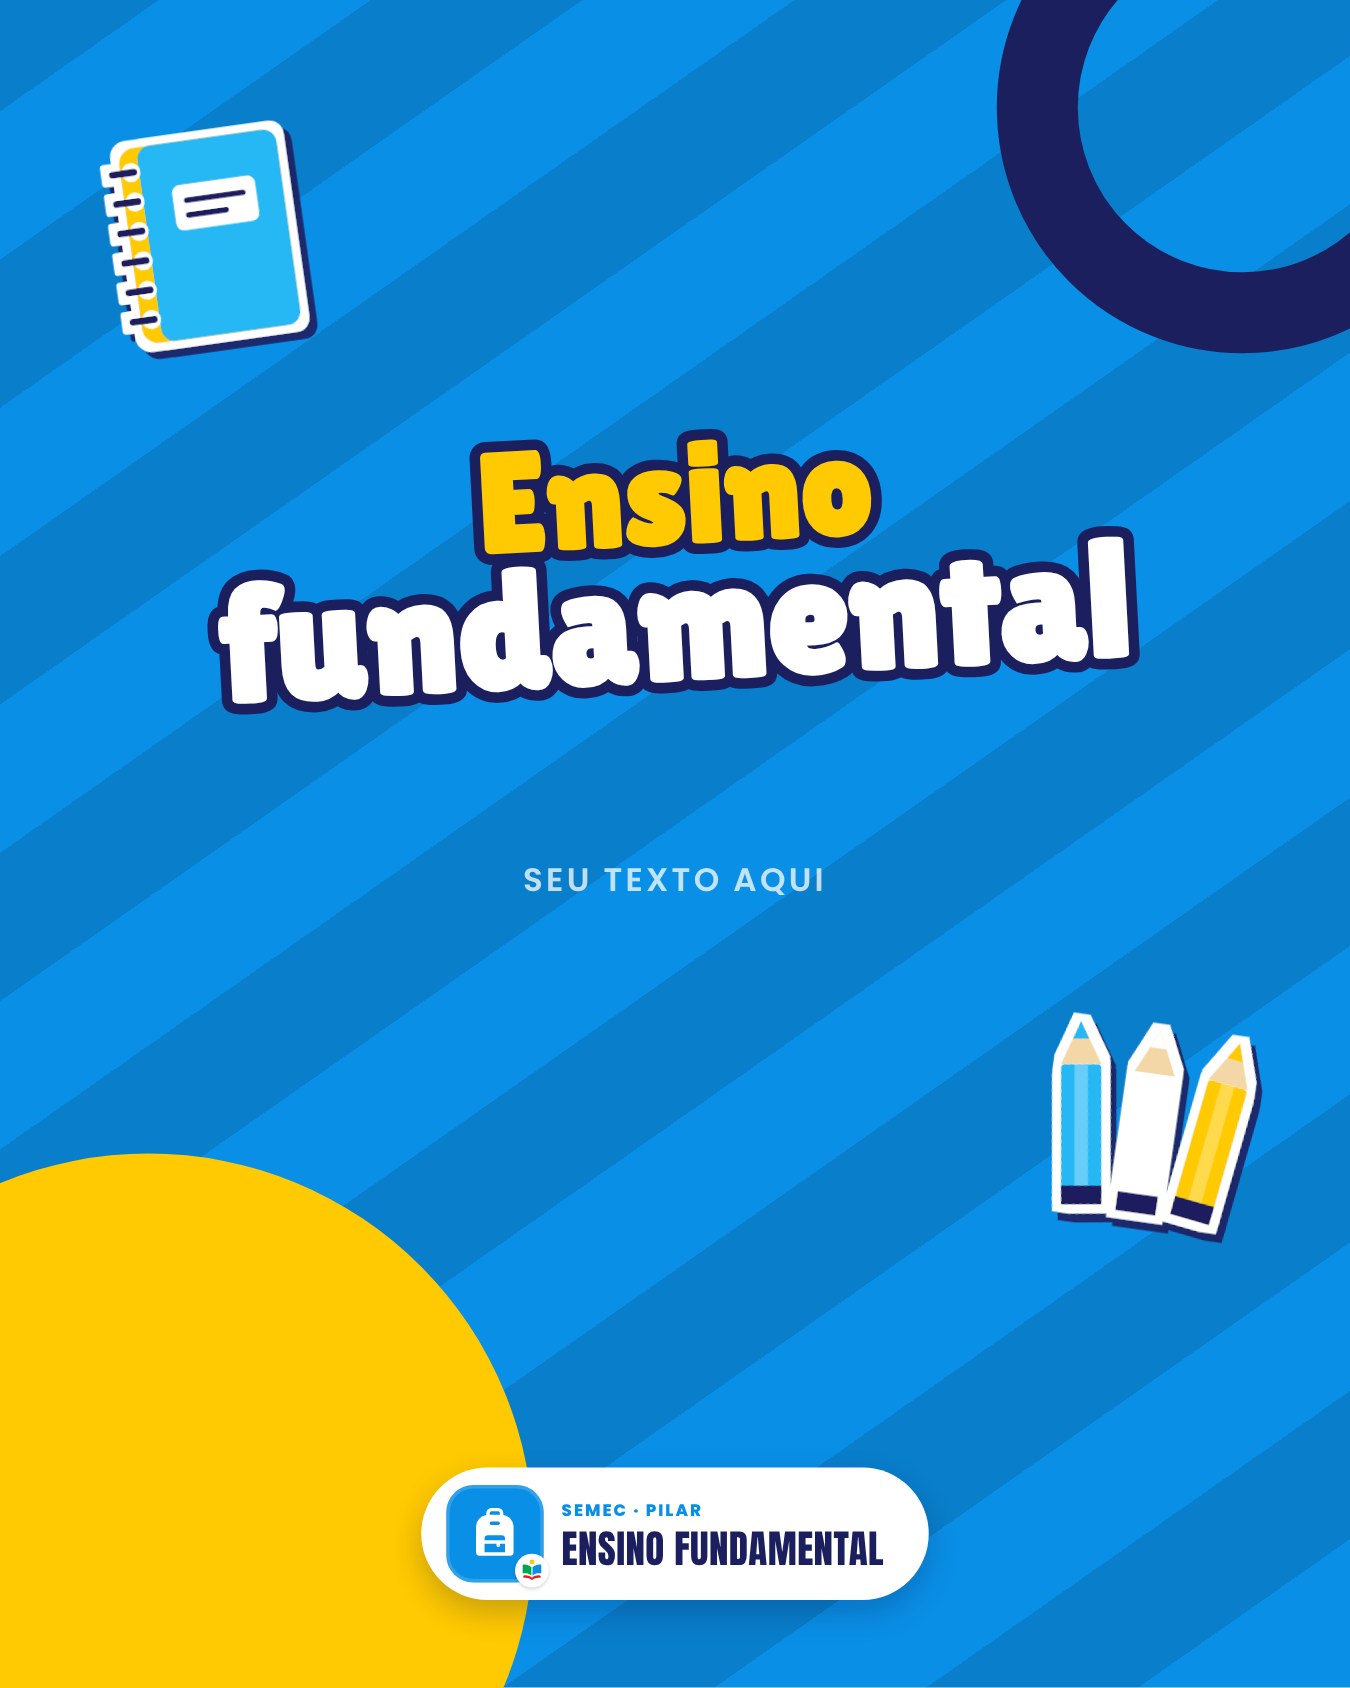 Ensino
fundamental
SEU TEXTO AQUI
SEMEC · PILAR
ENSINO FUNDAMENTAL